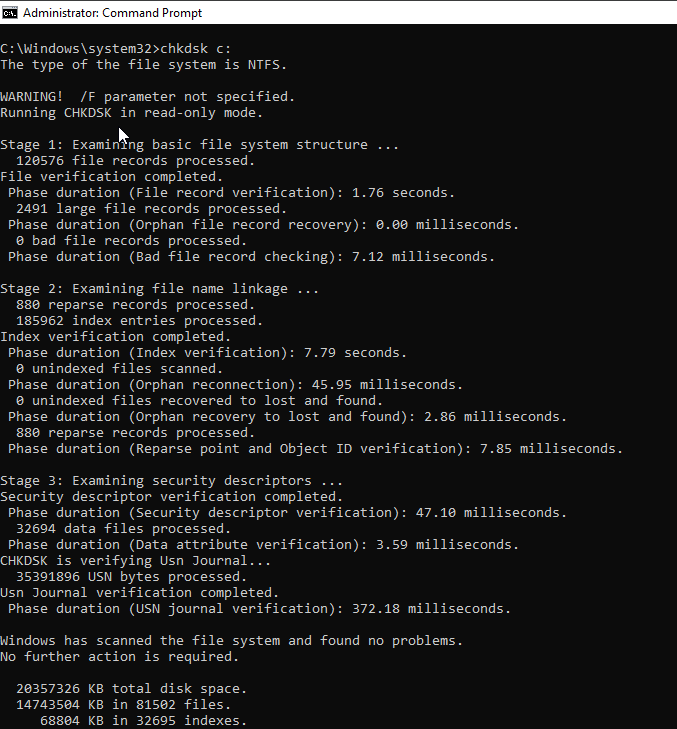 Administrator: Command Prompt
C:\Windows\system32>chkdsk c:
The type of the file system is NTFS.
WARNING!  /F parameter not specified.
Running CHKDSK in read-only mode.
Stage 1: Examining basic file system structure ...
  120576 file records processed.
File verification completed.
 Phase duration (File record verification): 1.76 seconds.
  2491 large file records processed.
 Phase duration (Orphan file record recovery): 0.00 milliseconds.
  0 bad file records processed.
 Phase duration (Bad file record checking): 7.12 milliseconds.
Stage 2: Examining file name linkage ...
  880 reparse records processed.
  185962 index entries processed.
Index verification completed.
 Phase duration (Index verification): 7.79 seconds.
  0 unindexed files scanned.
 Phase duration (Orphan reconnection): 45.95 milliseconds.
  0 unindexed files recovered to lost and found.
 Phase duration (Orphan recovery to lost and found): 2.86 milliseconds.
  880 reparse records processed.
 Phase duration (Reparse point and Object ID verification): 7.85 milliseconds.
Stage 3: Examining security descriptors ...
Security descriptor verification completed.
 Phase duration (Security descriptor verification): 47.10 milliseconds.
  32694 data files processed.
 Phase duration (Data attribute verification): 3.59 milliseconds.
CHKDSK is verifying Usn Journal...
  35391896 USN bytes processed.
Usn Journal verification completed.
 Phase duration (USN journal verification): 372.18 milliseconds.
Windows has scanned the file system and found no problems.
No further action is required.
  20357326 KB total disk space.
  14743504 KB in 81502 files.
     68804 KB in 32695 indexes.